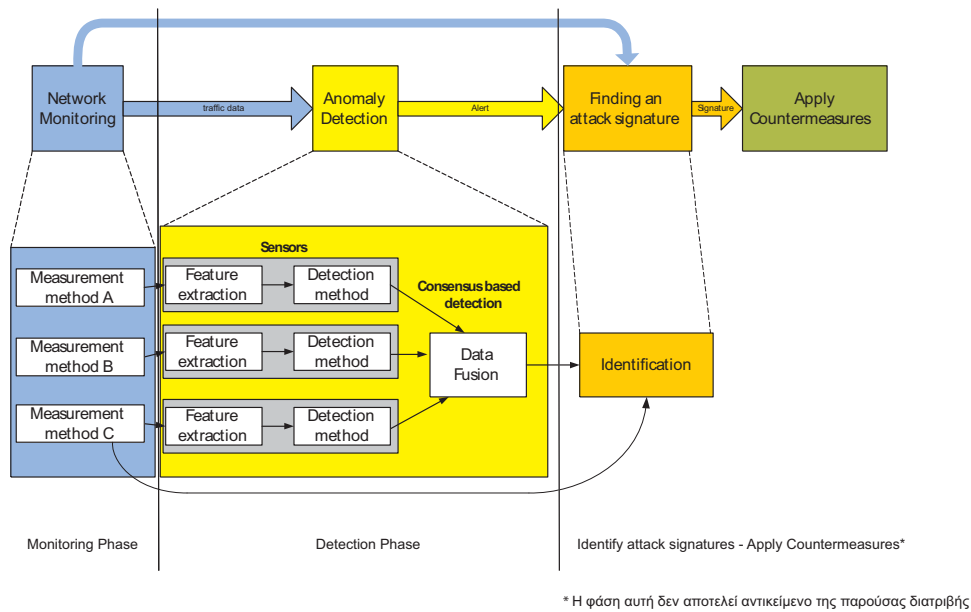 Network
Monitoring
traffic data
Anomaly
Detection
Alert
Finding an
attack signature
Signature
Apply
Countermeasures
Sensors
Measurement
method A
Feature
extraction
Detection
method
Consensus based
detection
Measurement
method B
Feature
extraction
Detection
method
Data
Fusion
Identification
Measurement
method C
Feature
extraction
Detection
method
Monitoring Phase
Detection Phase
Identify attack signatures - Apply Countermeasures*
* Η φάση αυτή δεν αποτελεί αντικείμενο της παρούσας διατριβής